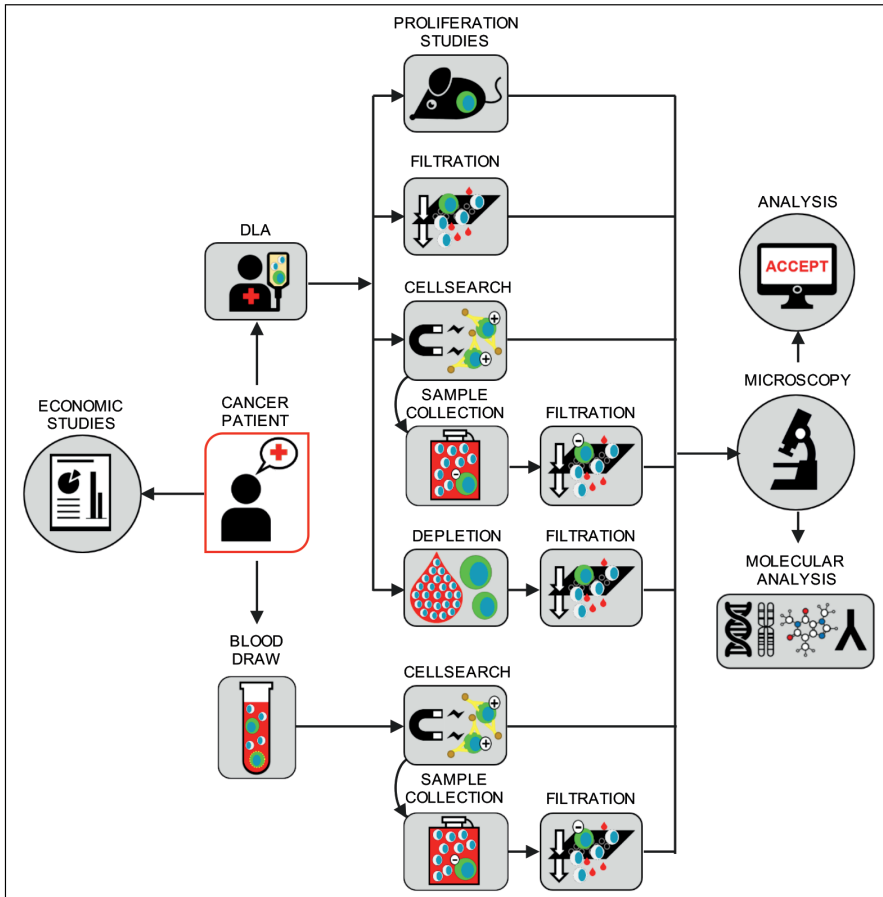 PROLIFERATION
STUDIES
FILTRATION
DLA
CELLSEARCH
SAMPLE
COLLECTION
FILTRATION
ECONOMIC
STUDIES
CANCER
PATIENT
DEPLETION
FILTRATION
BLOOD
DRAW
CELLSEARCH
SAMPLE
COLLECTION
FILTRATION
ANALYSIS
ACCEPT
MICROSCOPY
MOLECULAR
ANALYSIS